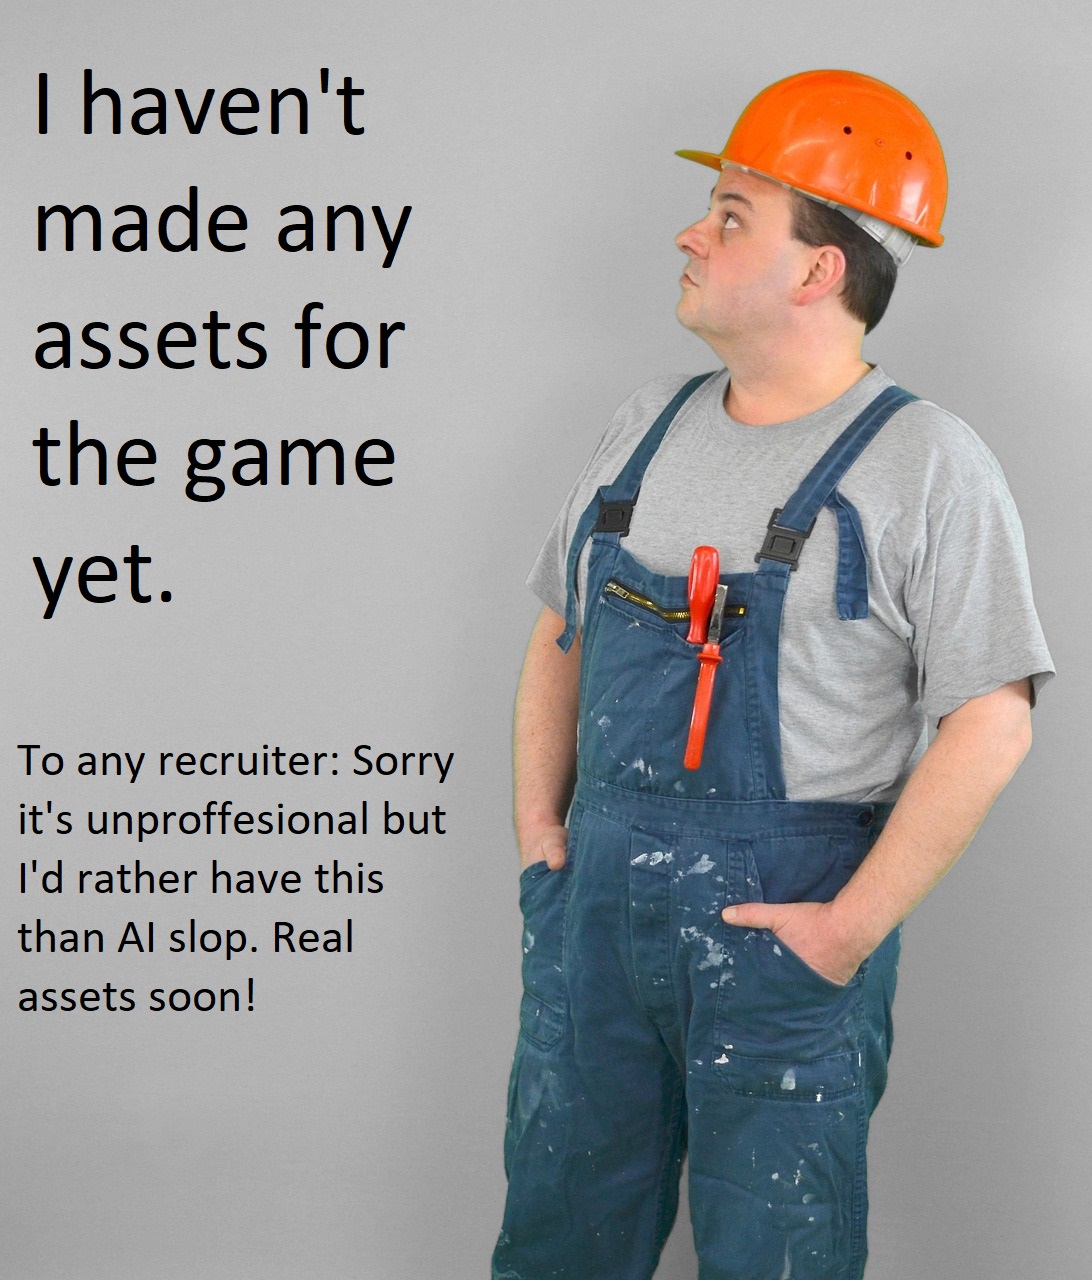 I haven't
made any
assets for
the game
yet.
To any recruiter: Sorry
it's unproffesional but
I'd rather have this
than AI slop. Real
assets soon!